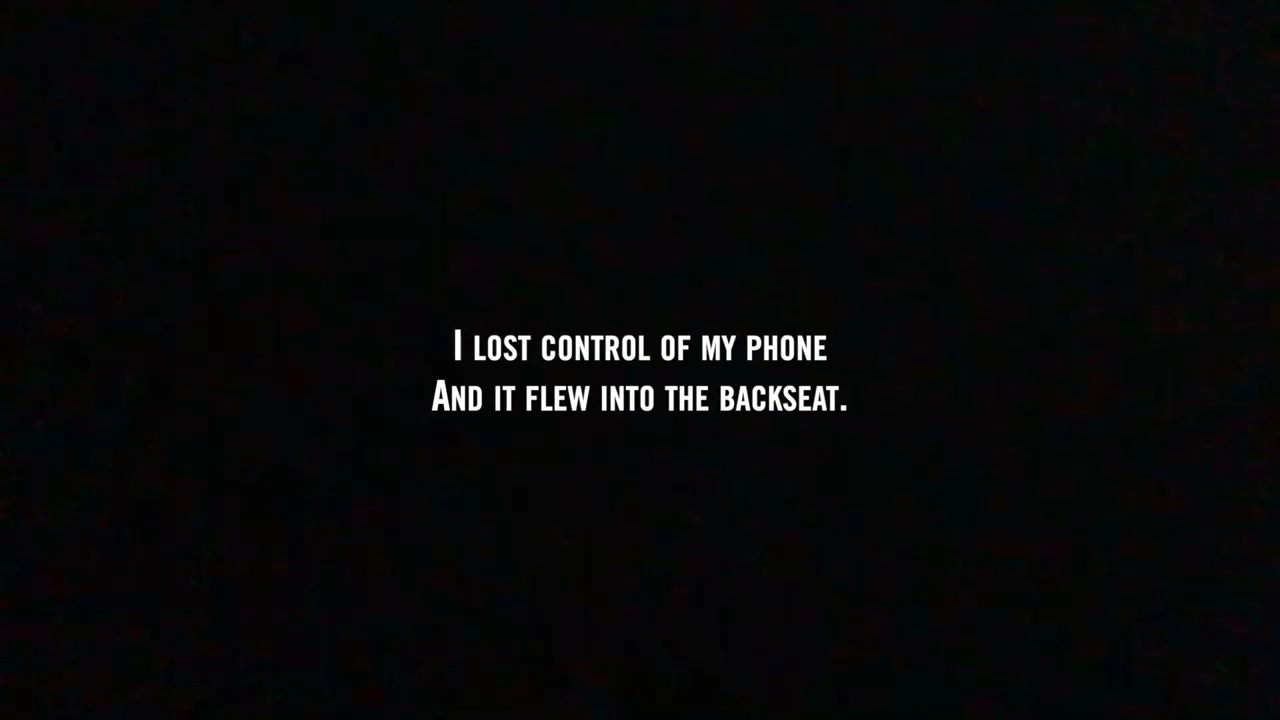 I LOST CONTROL OF MY PHONE
AND IT FLEW INTO THE BACKSEAT.